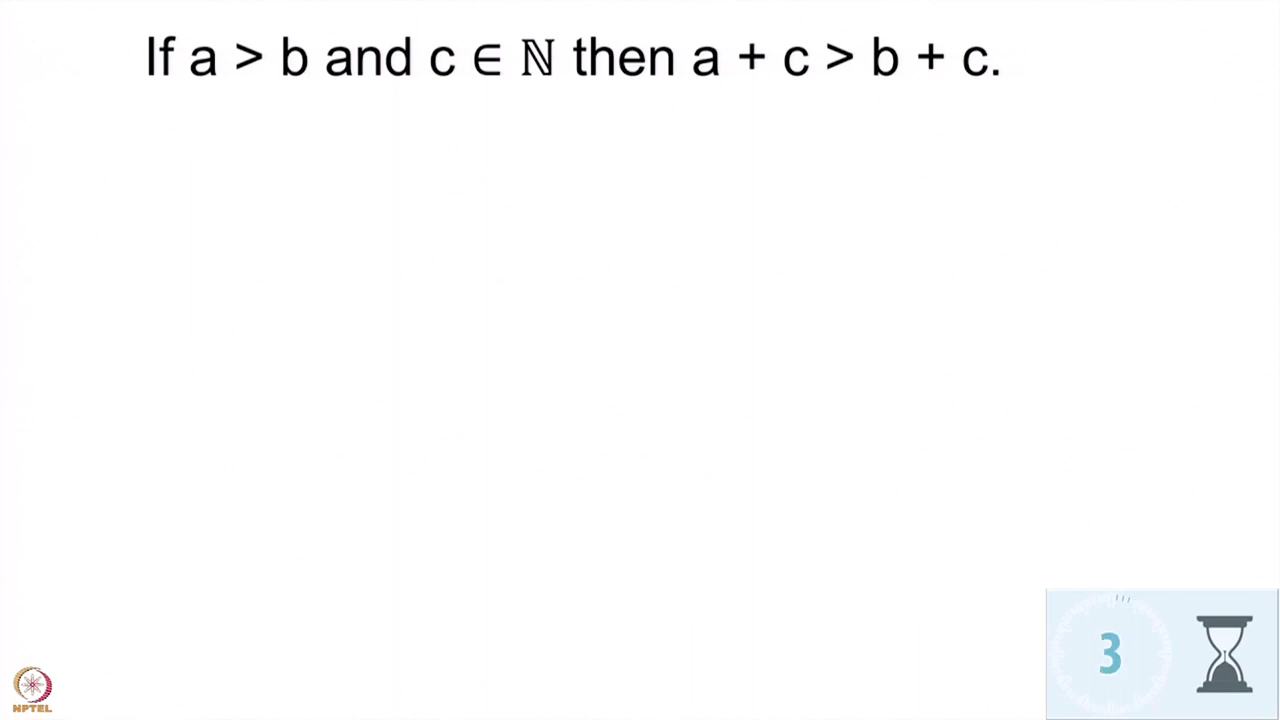 If a > b and c ∈ ℕ then a + c > b + c.
3
NPTEL